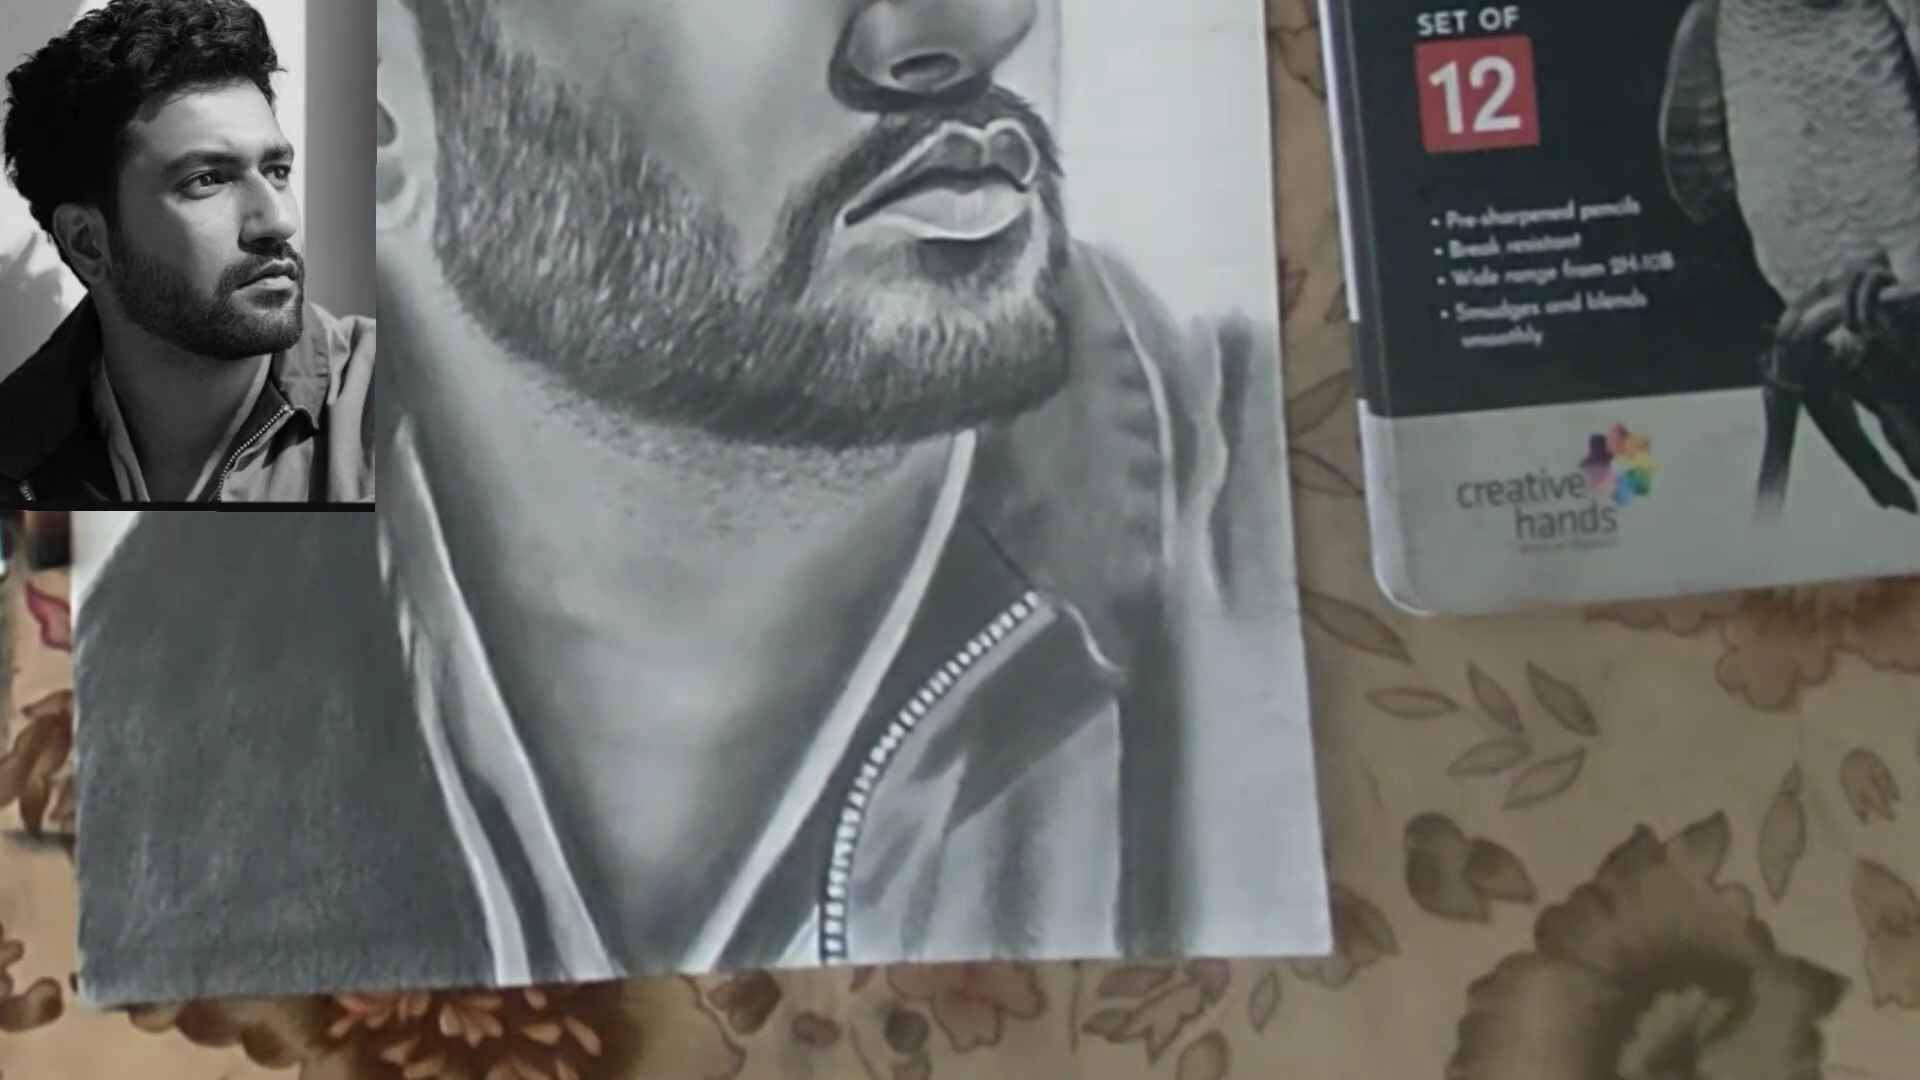 SET OF
12
• Pre-sharpened pencils
• Break resistant
• Wide range from 2H-10B
• Smudges and blends
smoothly
creative
hands